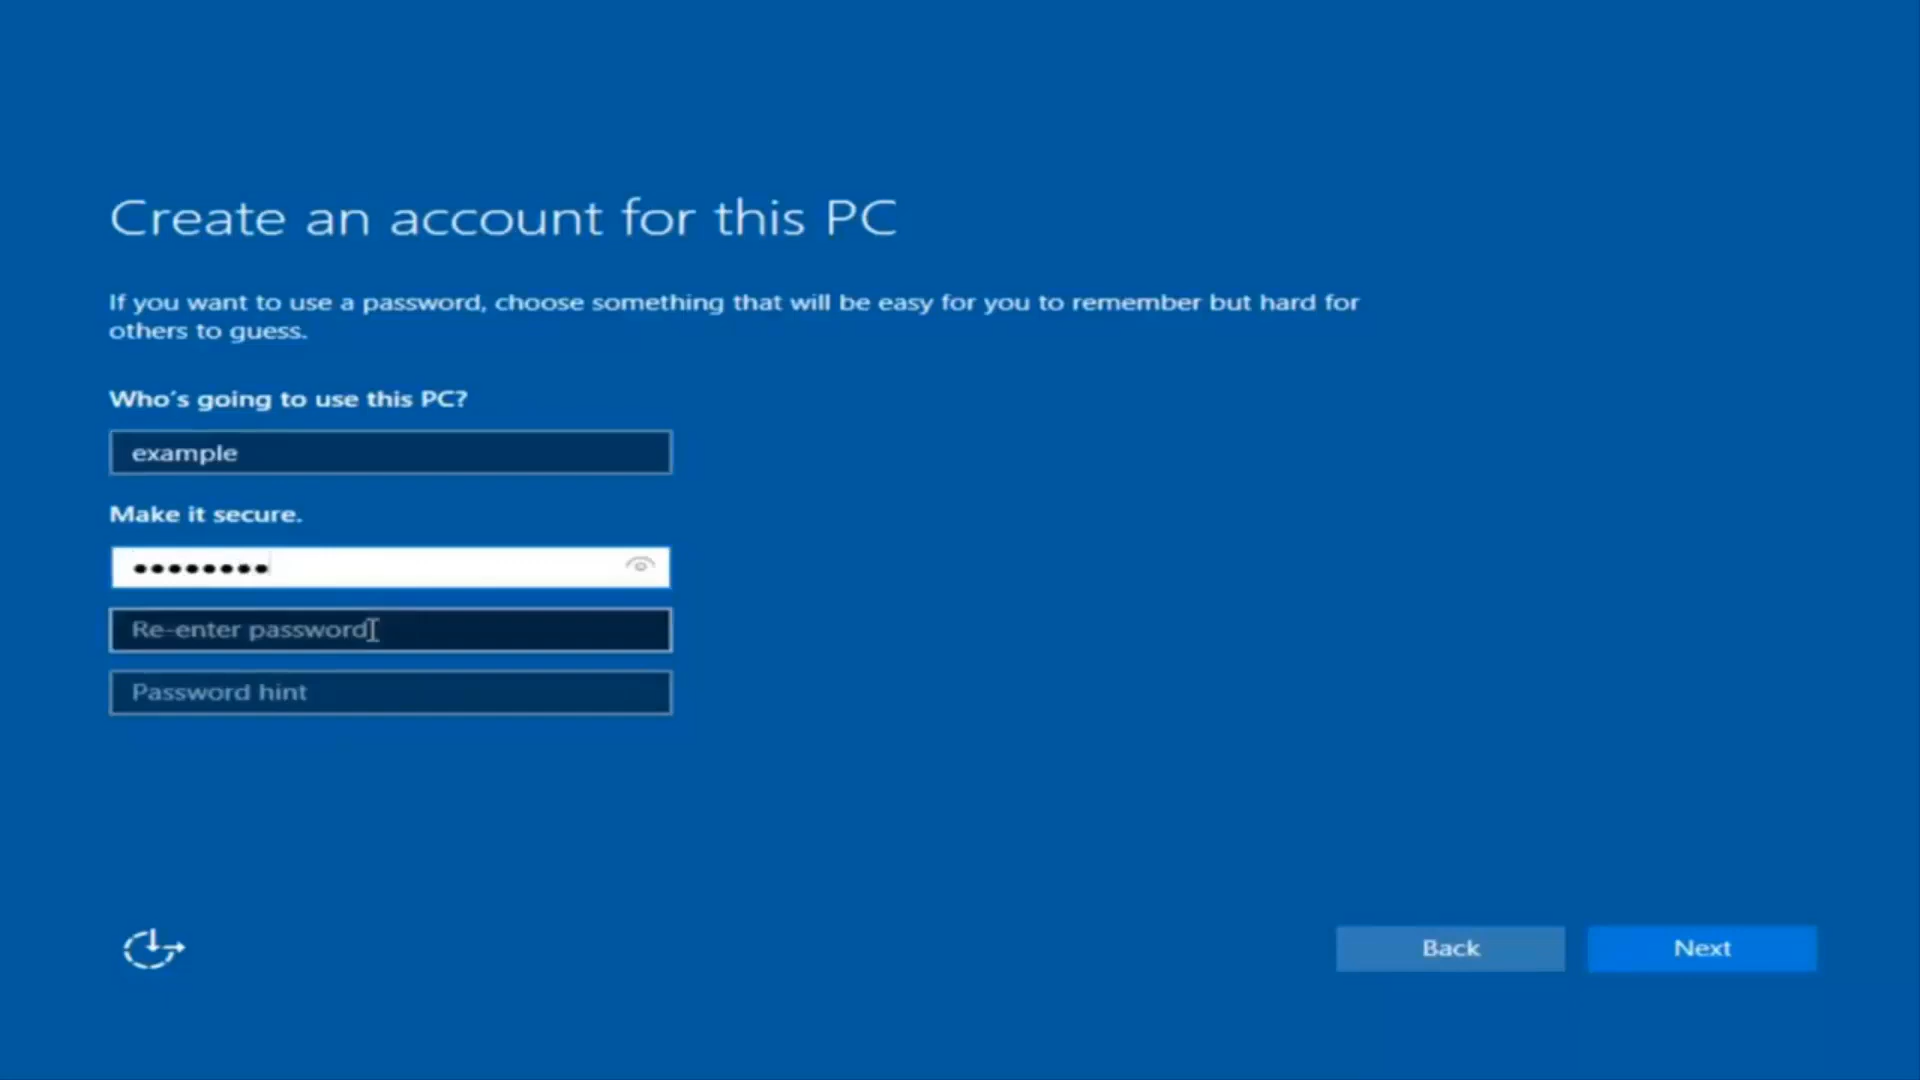 Create an account for this PC
If you want to use a password, choose something that will be easy for you to remember but hard for
others to guess.
Who's going to use this PC?
example
Make it secure.
••••••••
Re-enter password
Password hint
Back
Next